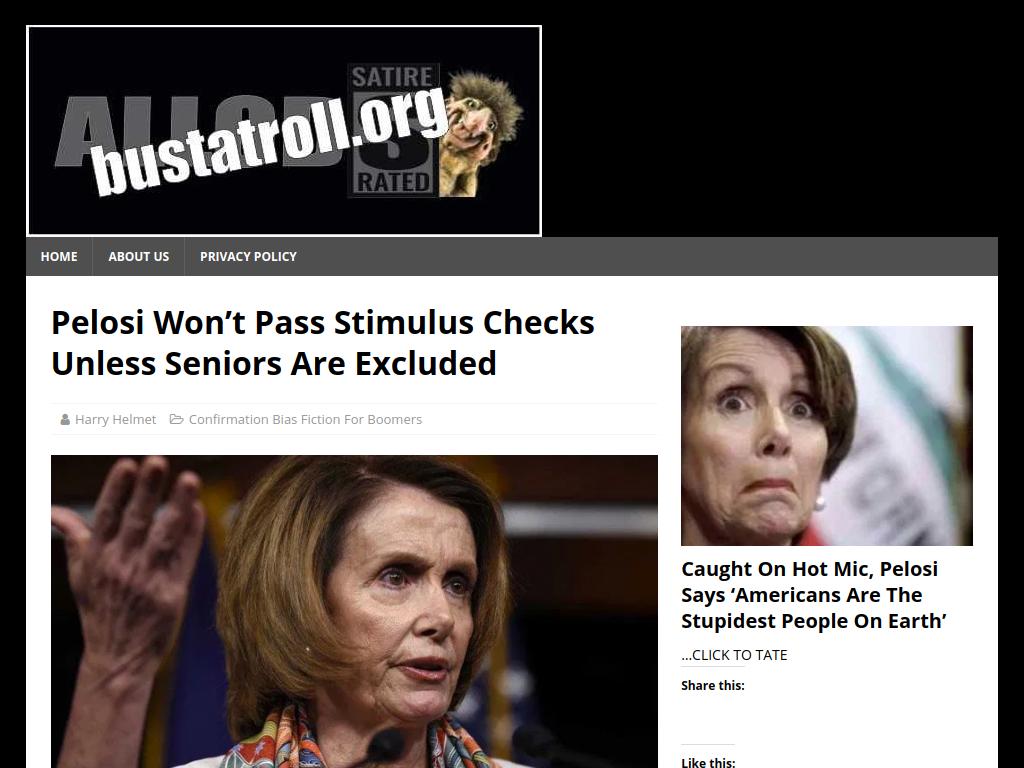 SATIRE
ALLOD
bustatroll.org
S
RATED
HOME ABOUT US PRIVACY POLICY
Pelosi Won’t Pass Stimulus Checks
Unless Seniors Are Excluded
Harry Helmet Confirmation Bias Fiction For Boomers
Caught On Hot Mic, Pelosi
Says ‘Americans Are The
Stupidest People On Earth’
...CLICK TO TATE
Share this:
Like this: